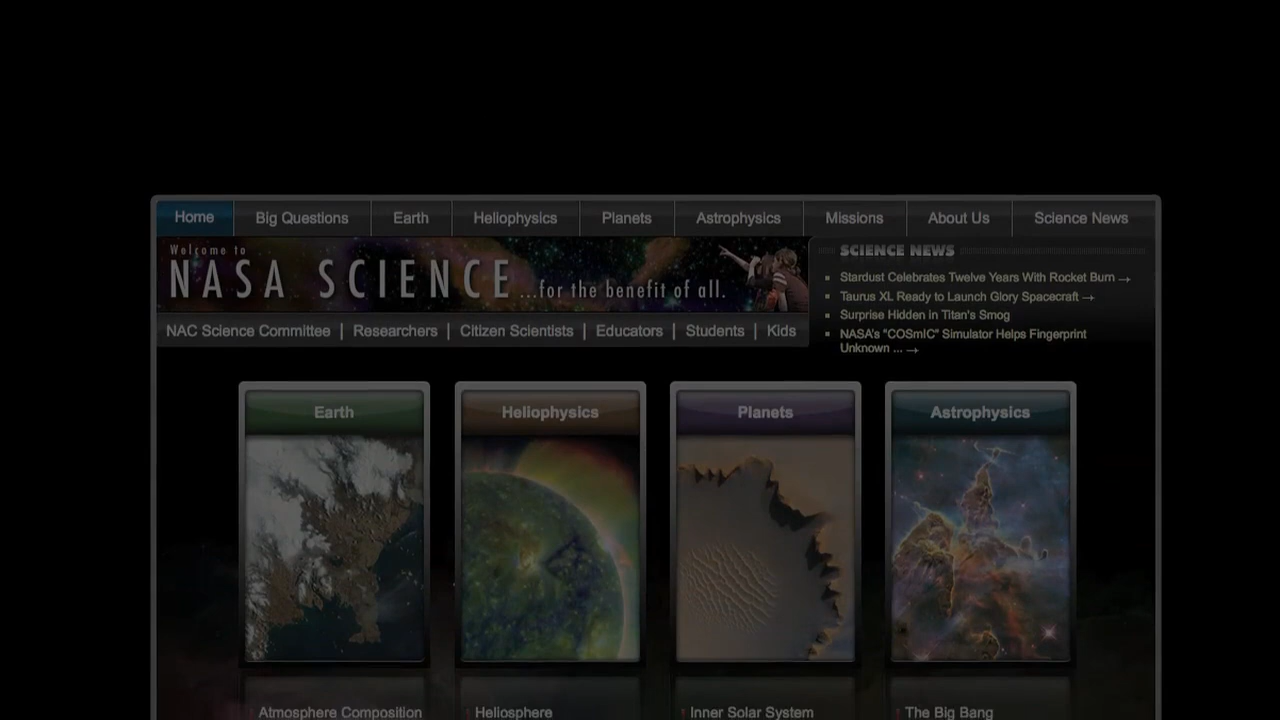 Home Big Questions Earth Heliophysics Planets Astrophysics Missions About Us Science News
Welcome to
NASA SCIENCE ...for the benefit of all.
NAC Science Committee | Researchers | Citizen Scientists | Educators | Students | Kids
SCIENCE NEWS
Stardust Celebrates Twelve Years With Rocket Burn →
Taurus XL Ready to Launch Glory Spacecraft →
Surprise Hidden in Titan's Smog
NASA's "COSmIC" Simulator Helps Fingerprint
Unknown ... →
Earth Heliophysics Planets Astrophysics
Atmosphere Composition Heliosphere Inner Solar System The Big Bang